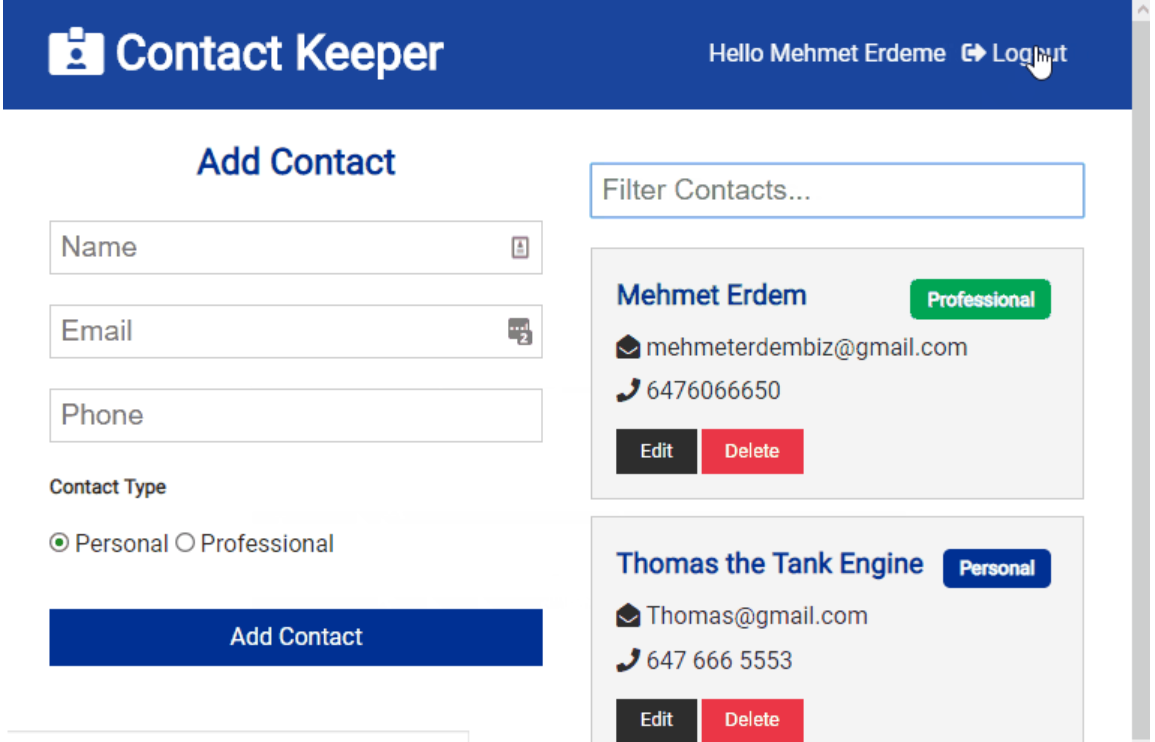 Contact Keeper
Hello Mehmet Erdeme Logout
Add Contact
Name
Email
2
Phone
Contact Type
Personal Professional
Add Contact
Filter Contacts...
Mehmet Erdem
Professional
mehmeterdembiz@gmail.com
6476066650
Edit Delete
Thomas the Tank Engine
Personal
Thomas@gmail.com
647 666 5553
Edit Delete